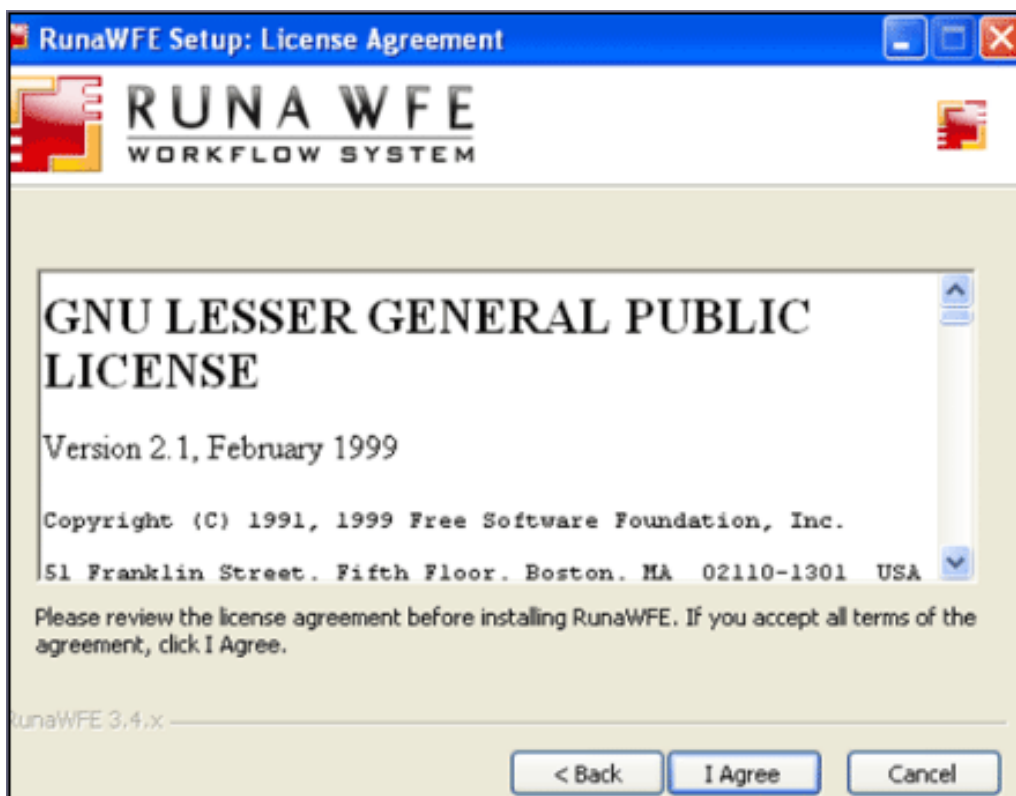 RunaWFE Setup: License Agreement
RUNA WFE
WORKFLOW SYSTEM
GNU LESSER GENERAL PUBLIC
LICENSE
Version 2.1, February 1999
Copyright (C) 1991, 1999 Free Software Foundation, Inc.
51 Franklin Street, Fifth Floor, Boston, MA  02110-1301  USA
Please review the license agreement before installing RunaWFE. If you accept all terms of the
agreement, click I Agree.
RunaWFE 3.4.x
< Back
I Agree
Cancel